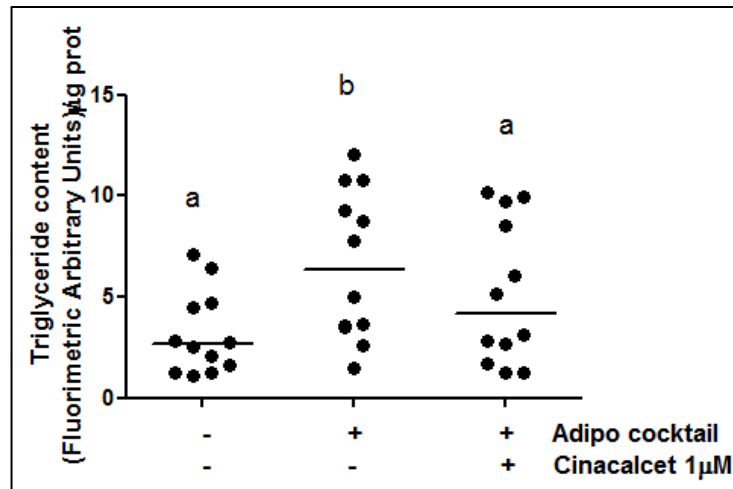 Triglyceride content
(Fluorimetric Arbitrary Units)/µg prot
15
10
5
0
a
b
a
- + + Adipo cocktail
- - + Cinacalcet 1µM